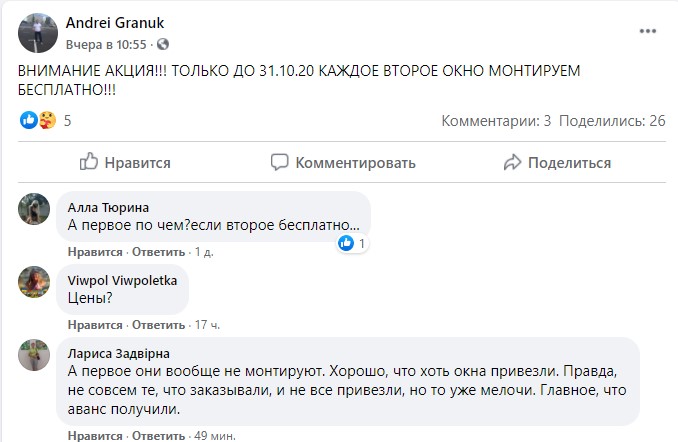 Andrei Granuk
Вчера в 10:55 ·
ВНИМАНИЕ АКЦИЯ!!! ТОЛЬКО ДО 31.10.20 КАЖДОЕ ВТОРОЕ ОКНО МОНТИРУЕМ
БЕСПЛАТНО!!!
5 Комментарии: 3 Поделились: 26
Нравится Комментировать Поделиться
Алла Тюрина
А первое по чем?если второе бесплатно...
1
Нравится · Ответить · 1 д.
Viwpol Viwpoletka
Цены?
Нравится · Ответить · 17 ч.
Лариса Задвірна
А первое они вообще не монтируют. Хорошо, что хоть окна привезли. Правда,
не совсем те, что заказывали, и не все привезли, но то уже мелочи. Главное, что
аванс получили.
Нравится · Ответить · 49 мин.